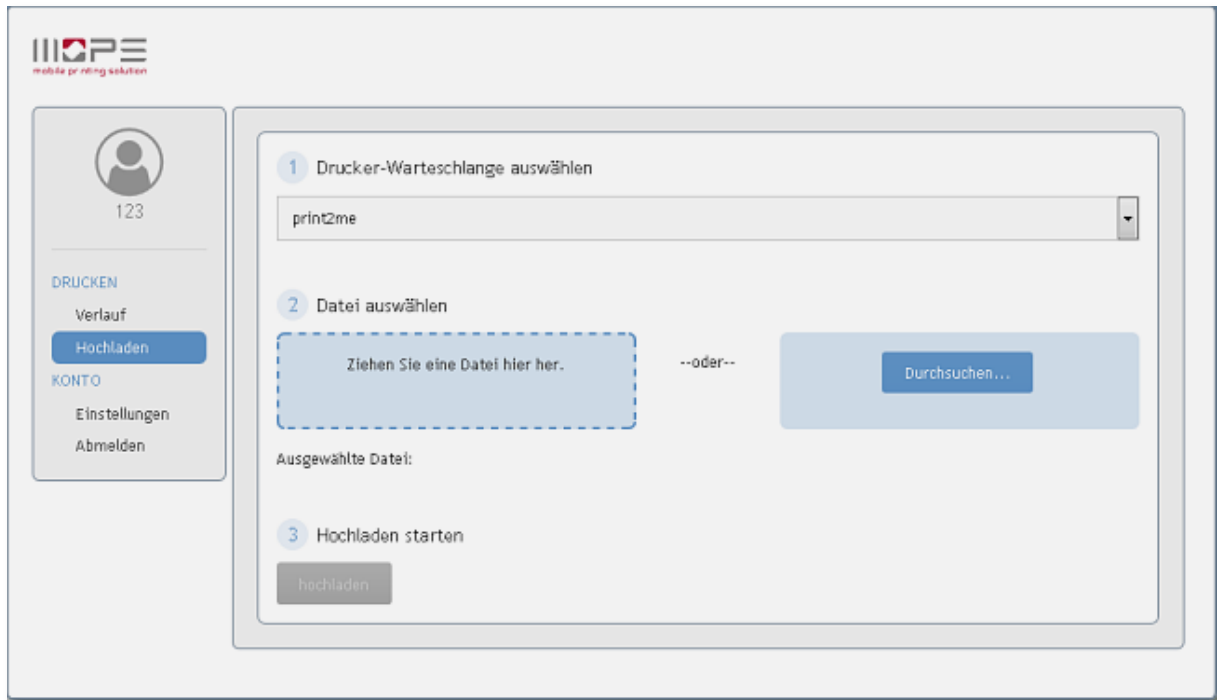 MOPE
mobile printing solution
123
DRUCKEN
Verlauf
Hochladen
KONTO
Einstellungen
Abmelden
1 Drucker-Warteschlange auswählen
print2me
2 Datei auswählen
Ziehen Sie eine Datei hier her.
--oder--
Durchsuchen...
Ausgewählte Datei:
3 Hochladen starten
hochladen